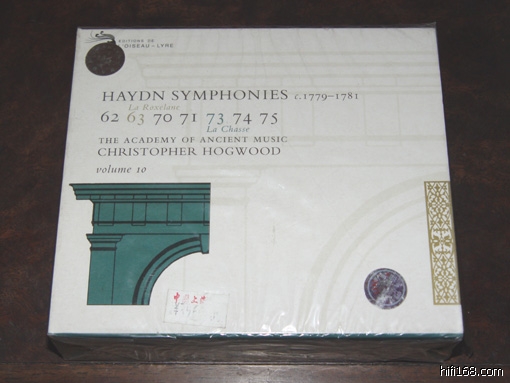 EDITIONS DE
L'OISEAU-LYRE
HAYDN SYMPHONIES c.1779–1781
La Roxelane
62 63 70 71 73 74 75
La Chasse
THE ACADEMY OF ANCIENT MUSIC
CHRISTOPHER HOGWOOD
volume 10
hifi168.com